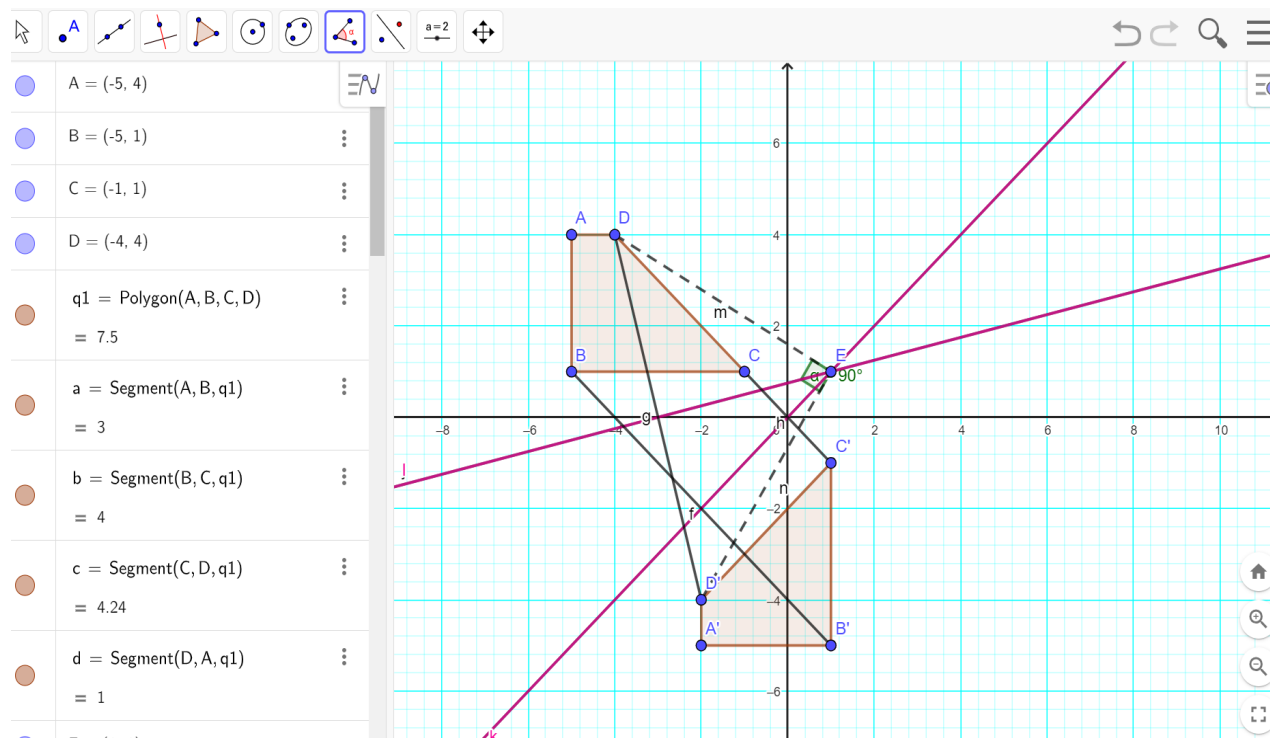 A
α
a=2
A = (-5, 4)
B = (-5, 1)
C = (-1, 1)
D = (-4, 4)
q1 = Polygon(A, B, C, D)
= 7.5
a = Segment(A, B, q1)
= 3
b = Segment(B, C, q1)
= 4
c = Segment(C, D, q1)
= 4.24
d = Segment(D, A, q1)
= 1
6
A D
4
m
2
B C E
α 90°
g h
−8 −6 −4 −2 0 2 4 6 8 10
C'
j
n
−2
f
D'
−4
A' B'
−6
k